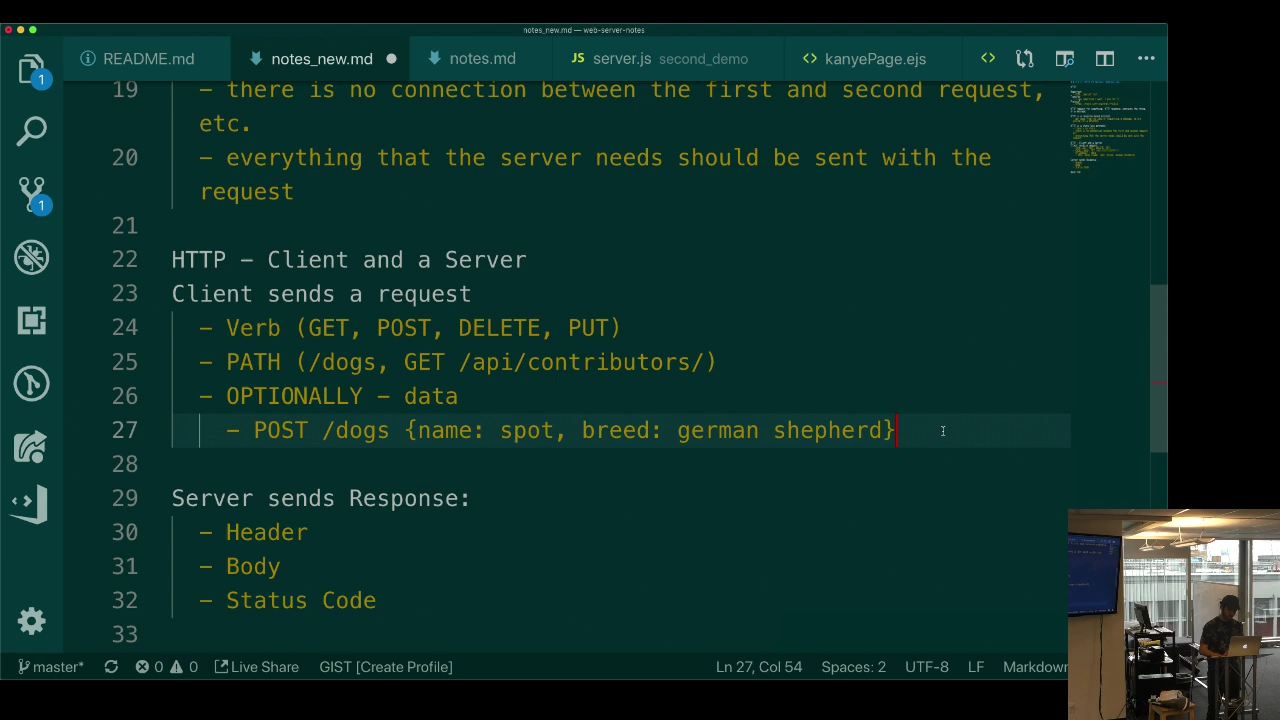 notes_new.md — web-server-notes
README.md
notes_new.md
notes.md
JS server.js second_demo
kanyePage.ejs
1
1
19 - there is no connection between the first and second request,
etc.
20 - everything that the server needs should be sent with the
request
21
22 HTTP - Client and a Server
23 Client sends a request
24 - Verb (GET, POST, DELETE, PUT)
25 - PATH (/dogs, GET /api/contributors/)
26 - OPTIONALLY - data
27 - POST /dogs {name: spot, breed: german shepherd}
28
29 Server sends Response:
30 - Header
31 - Body
32 - Status Code
33
master* 0 0 Live Share GIST [Create Profile] Ln 27, Col 54 Spaces: 2 UTF-8 LF Markdown